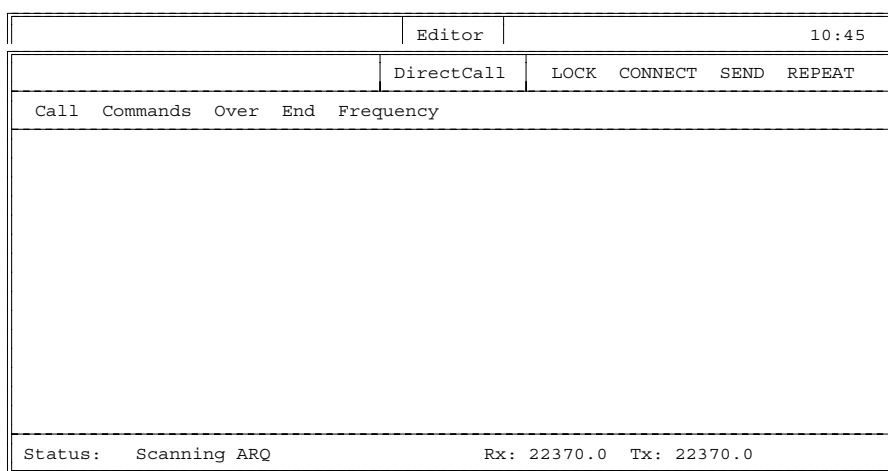 Editor 10:45
DirectCall LOCK CONNECT SEND REPEAT
Call Commands Over End Frequency
Status: Scanning ARQ Rx: 22370.0 Tx: 22370.0